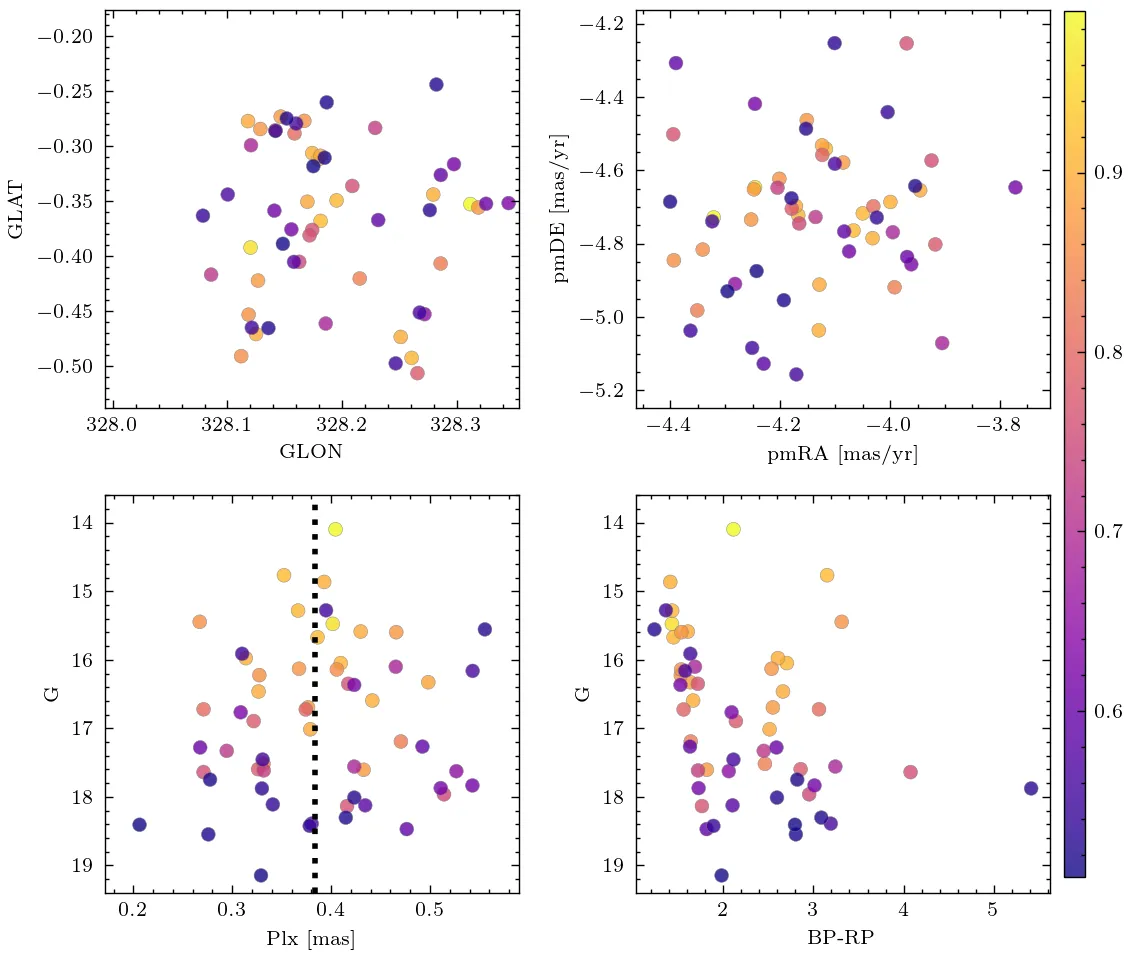 −0.20
−0.25
−0.30
−0.35
−0.40
−0.45
−0.50
GLAT
328.0 328.1 328.2 328.3
GLON
−4.2
−4.4
−4.6
−4.8
−5.0
−5.2
pmDE [mas/yr]
−4.4 −4.2 −4.0 −3.8
pmRA [mas/yr]
0.9
0.8
0.7
0.6
14
15
16
17
18
19
G
0.2 0.3 0.4 0.5
Plx [mas]
14
15
16
17
18
19
G
2 3 4 5
BP-RP